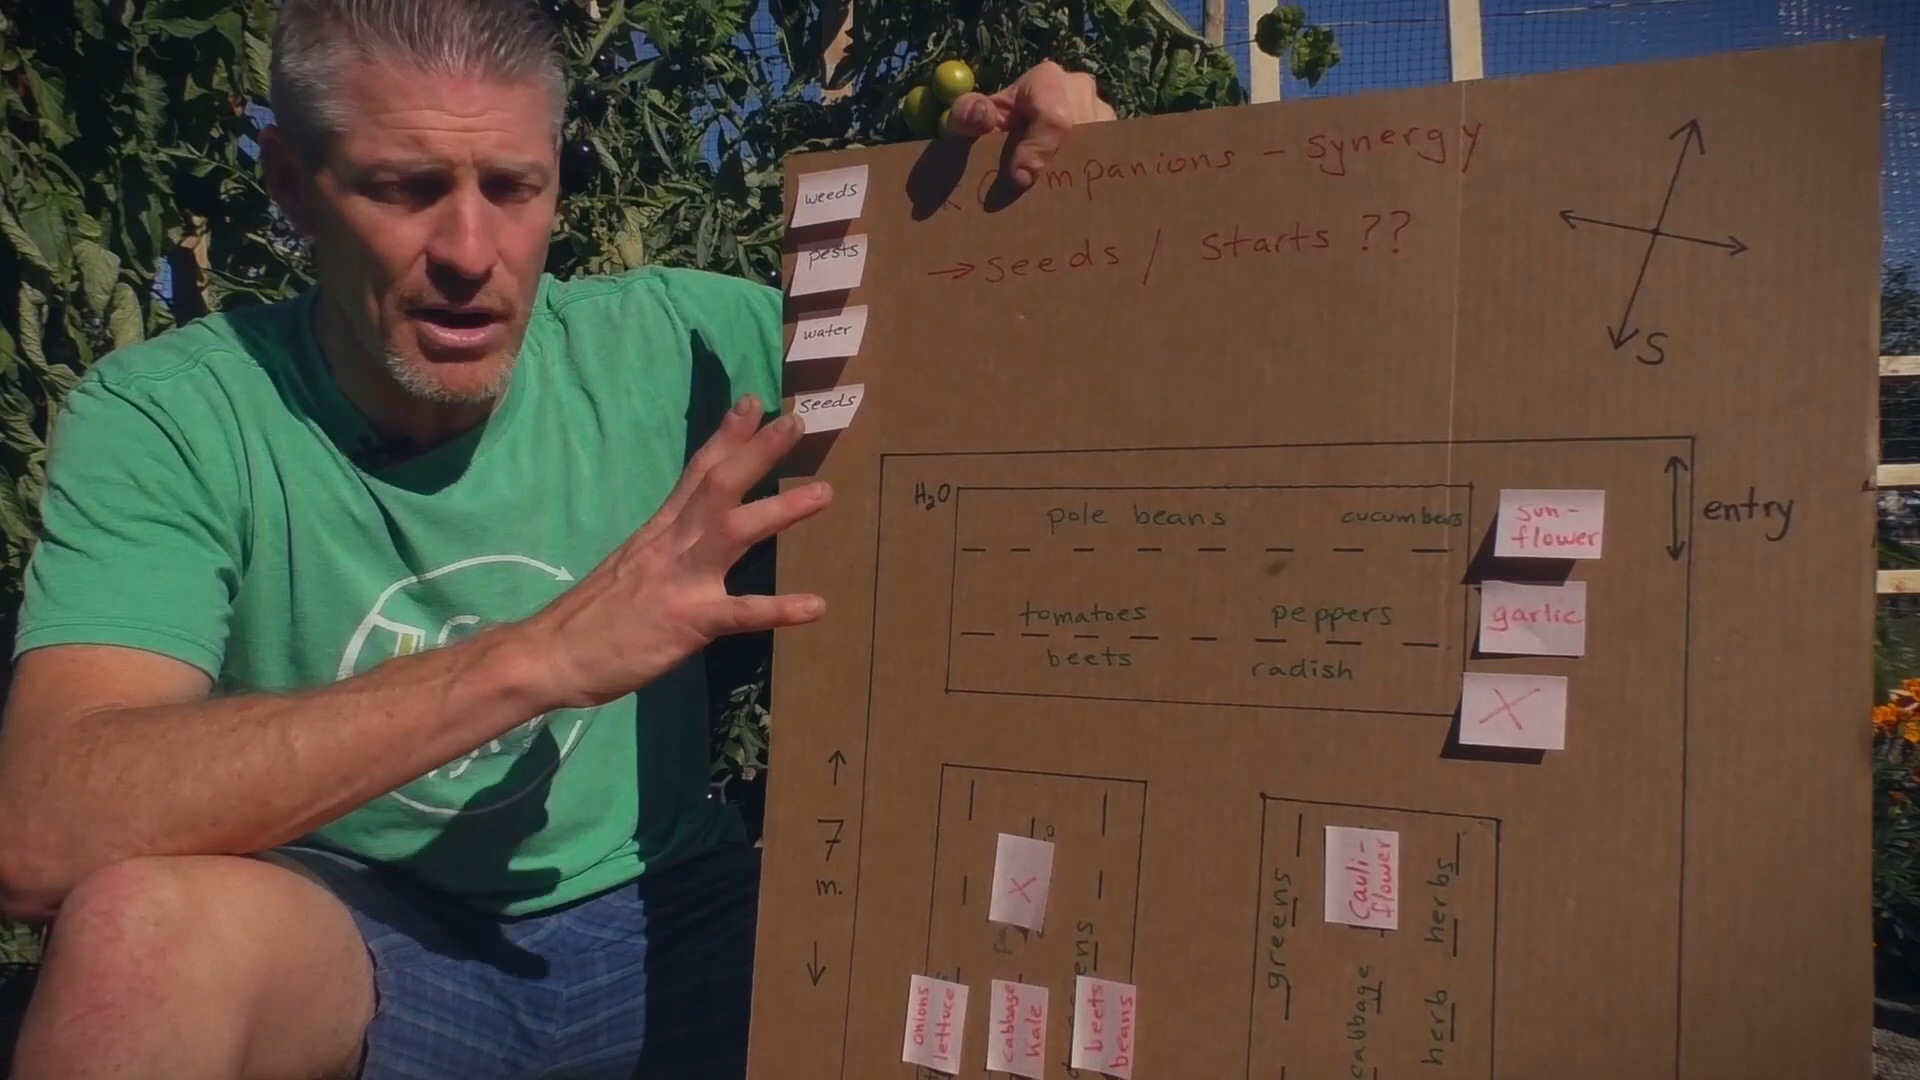 companions - synergy
→ seeds / starts ??
weeds
pests
water
seeds
S
H₂O
pole beans
cucumbers
sun-
flower
entry
tomatoes
peppers
garlic
beets
radish
X
7
m.
X
greens
cauli-
flower
cabbage
herb herbs
onions
lettuce
cabbage
kale
beets
beans